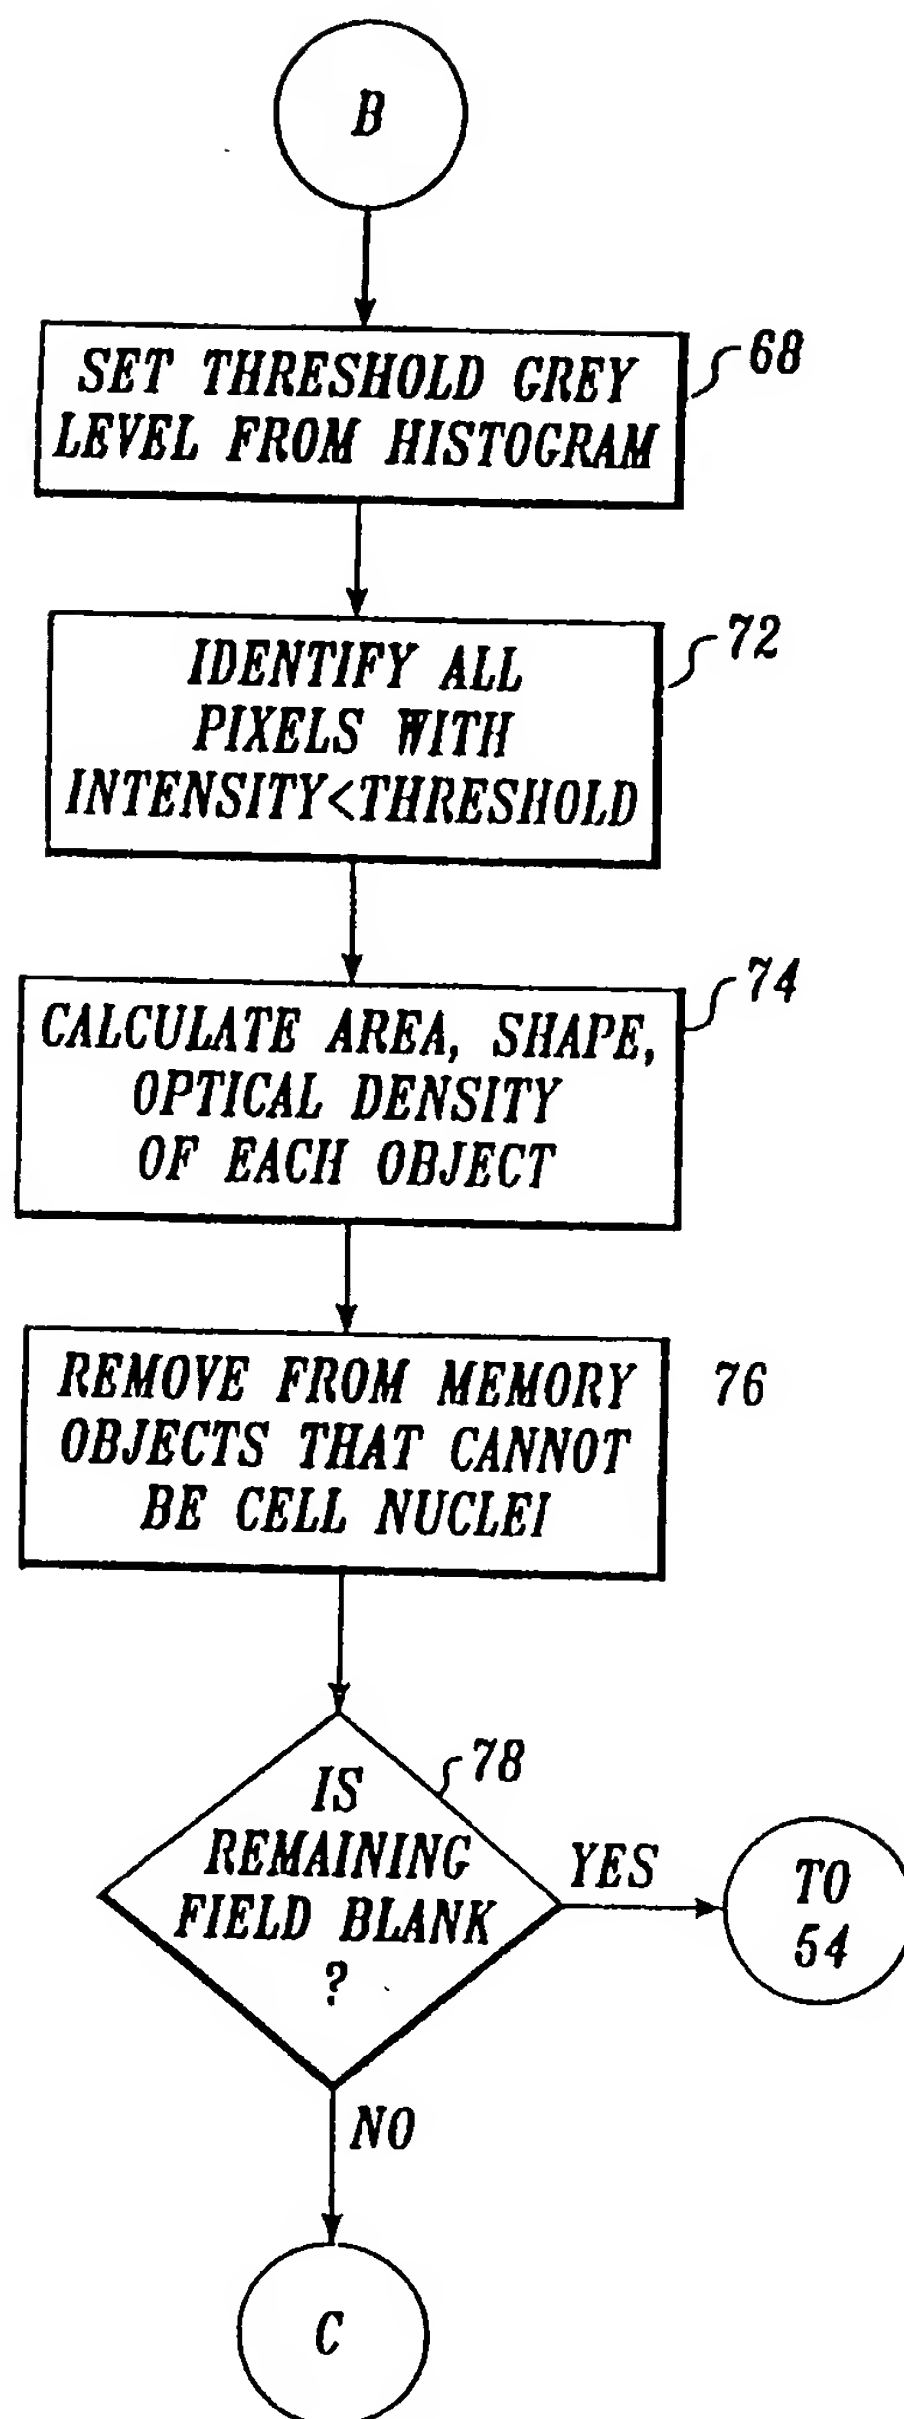 B
SET THRESHOLD GREY
LEVEL FROM HISTOGRAM
68
IDENTIFY ALL
PIXELS WITH
INTENSITY<THRESHOLD
72
CALCULATE AREA, SHAPE,
OPTICAL DENSITY
OF EACH OBJECT
74
REMOVE FROM MEMORY
OBJECTS THAT CANNOT
BE CELL NUCLEI
76
IS
REMAINING
FIELD BLANK
?
78
YES
TO
54
NO
C